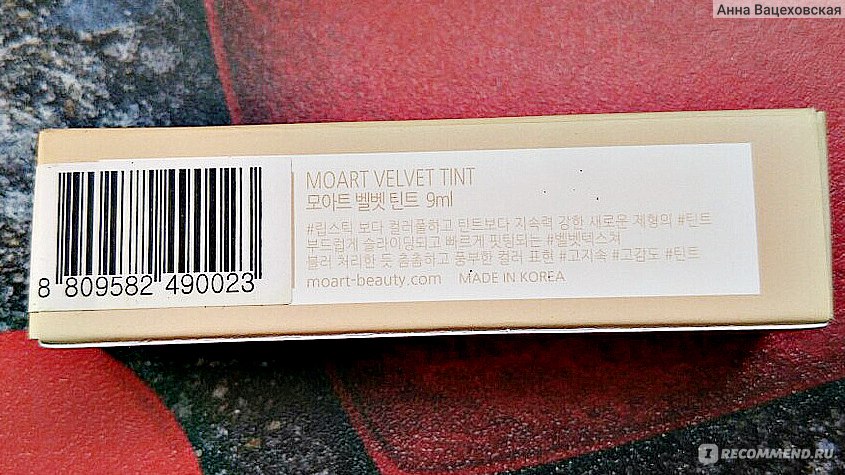 Анна Вацеховская
MOART VELVET TINT
모아트 벨벳 틴트 9ml
#립스틱 보다 컬러풀하고 틴트보다 지속력 강한 새로운 제형의 #틴트
부드럽게 슬라이딩되고 빠르게 핏팅되는 #벨벳텍스쳐
블러 처리한 듯 촘촘하고 풍부한 컬러 표현 #고지속 #고감도 #틴트
moart-beauty.com MADE IN KOREA
8 809582 490023
IRECOMMEND.RU